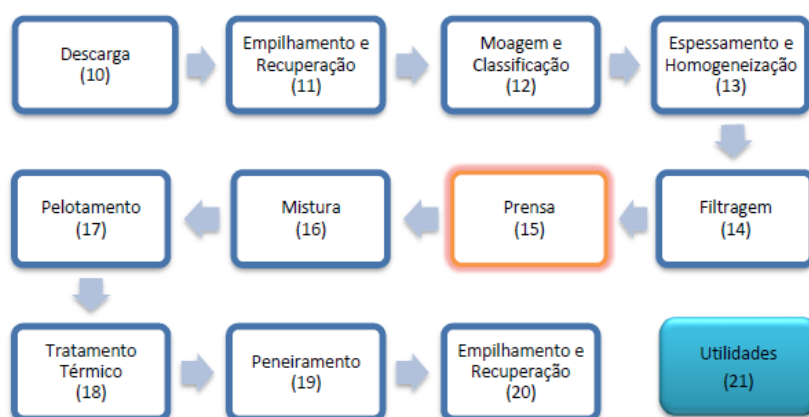 Descarga
(10)
Empilhamento e
Recuperação
(11)
Moagem e
Classificação
(12)
Espessamento e
Homogeneização
(13)
Filtragem
(14)
Prensa
(15)
Mistura
(16)
Pelotamento
(17)
Tratamento
Térmico
(18)
Peneiramento
(19)
Empilhamento e
Recuperação
(20)
Utilidades
(21)